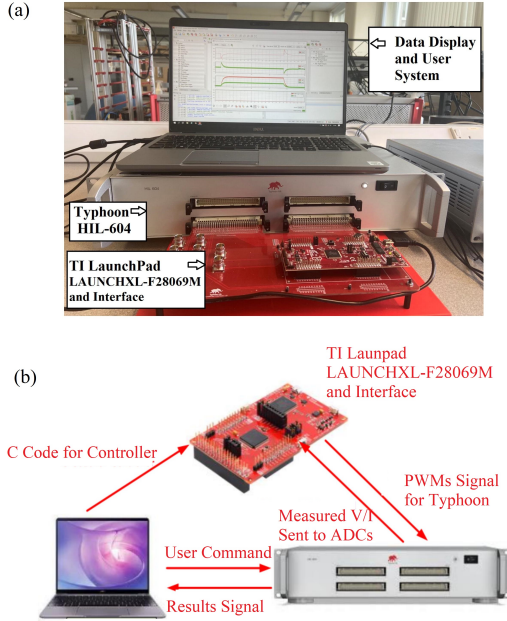 (a)
Data Display
and User
System
Typhoon
HIL-604
TI LaunchPad
LAUNCHXL-F28069M
and Interface
(b)
TI Launpad
LAUNCHXL-F28069M
and Interface
C Code for Controller
PWMs Signal
for Typhoon
Measured V/I
Sent to ADCs
User Command
Results Signal